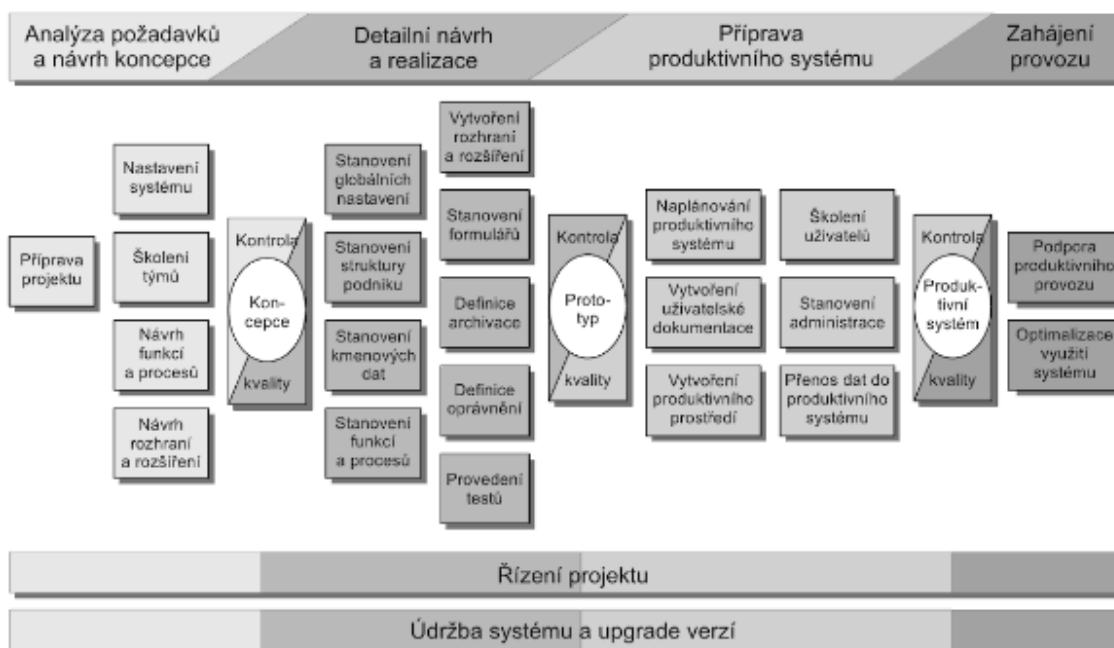 Analýza požadavků
a návrh koncepce
Detailní návrh
a realizace
Příprava
produktivního systému
Zahájení
provozu
Příprava
projektu
Nastavení
systému
Školení
týmů
Návrh
funkcí
a procesů
Návrh
rozhraní
a rozšíření
Kontrola
Kon-
cepce
kvality
Stanovení
globálních
nastavení
Stanovení
struktury
podniku
Stanovení
kmenových
dat
Stanovení
funkcí
a procesů
Vytvoření
rozhraní
a rozšíření
Stanovení
formulářů
Definice
archivace
Definice
oprávnění
Provedení
testů
Kontrola
Proto-
typ
kvality
Naplánování
produktivního
systému
Vytvoření
uživatelské
dokumentace
Vytvoření
produktivního
prostředí
Školení
uživatelů
Stanovení
administrace
Přenos dat do
produktivního
systému
Kontrola
Produk-
tivní
systém
kvality
Podpora
produktivního
provozu
Optimalizace
využití
systému
Řízení projektu
Údržba systému a upgrade verzí